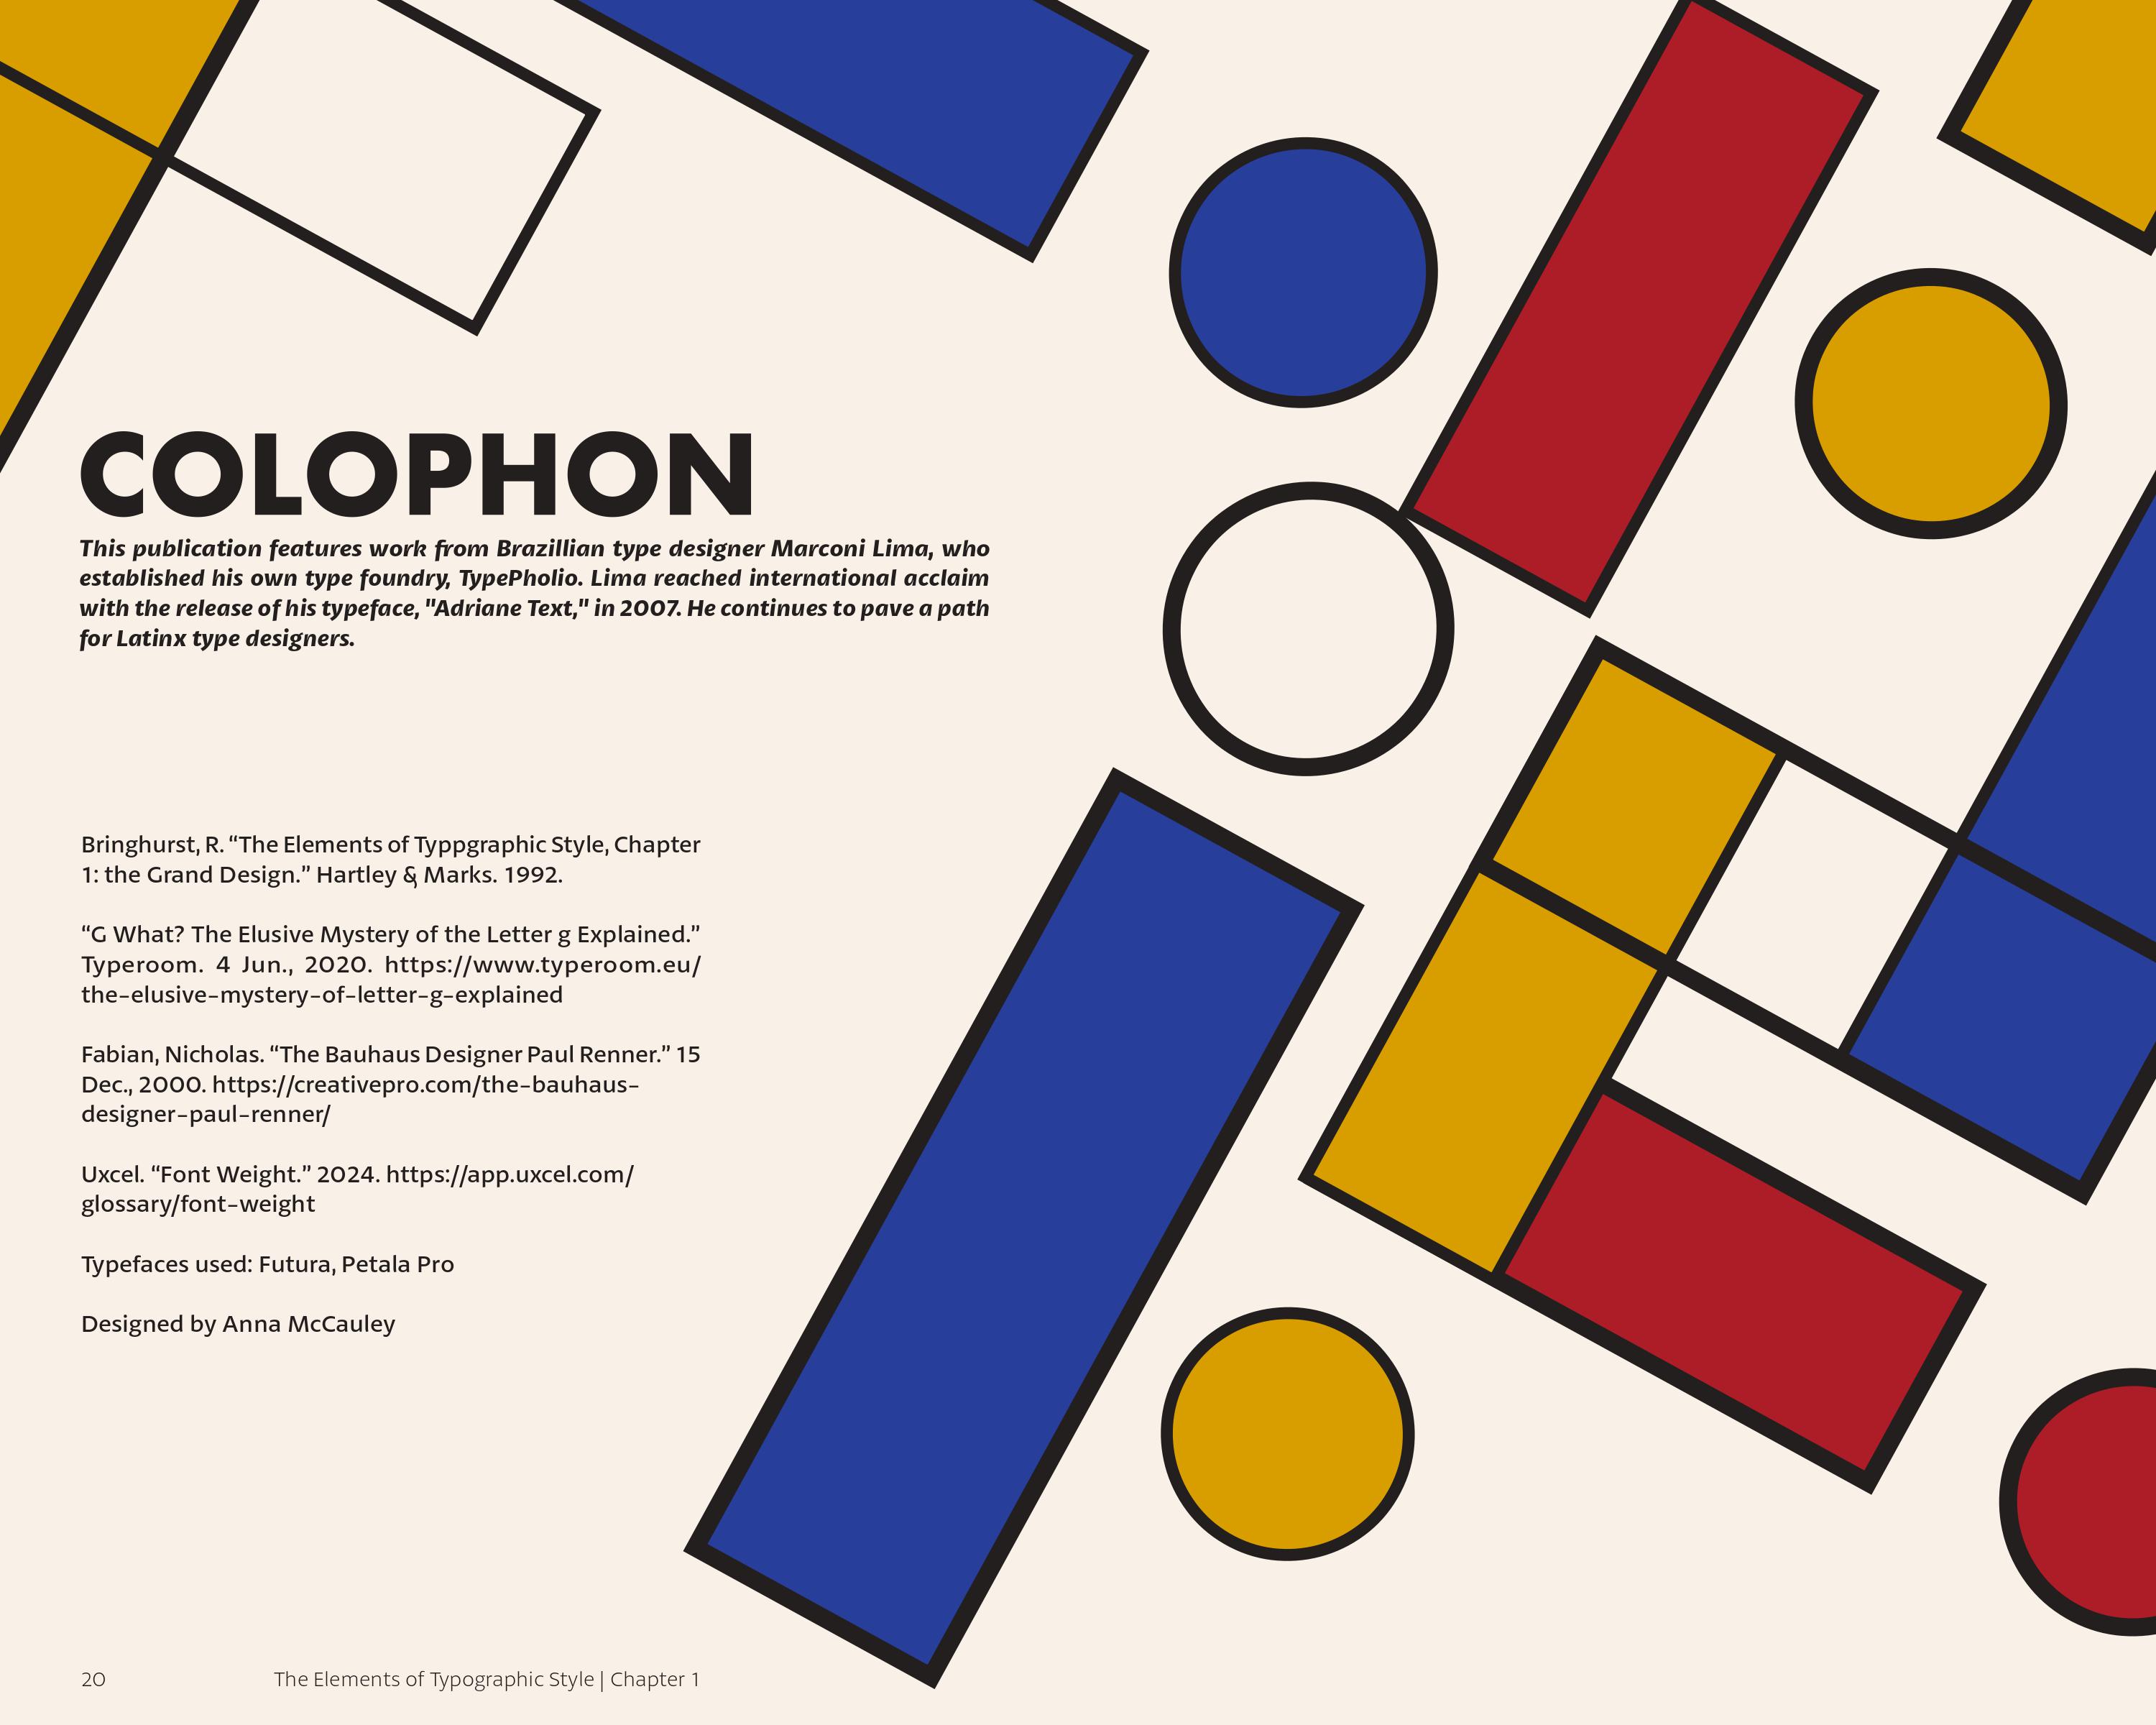 COLOPHON
This publication features work from Brazillian type designer Marconi Lima, who
established his own type foundry, TypePholio. Lima reached international acclaim
with the release of his typeface, "Adriane Text," in 2007. He continues to pave a path
for Latinx type designers.
Bringhurst, R. “The Elements of Typpgraphic Style, Chapter
1: the Grand Design.” Hartley & Marks. 1992.
“G What? The Elusive Mystery of the Letter g Explained.”
Typeroom. 4 Jun., 2020. https://www.typeroom.eu/
the-elusive-mystery-of-letter-g-explained
Fabian, Nicholas. “The Bauhaus Designer Paul Renner.” 15
Dec., 2000. https://creativepro.com/the-bauhaus-
designer-paul-renner/
Uxcel. “Font Weight.” 2024. https://app.uxcel.com/
glossary/font-weight
Typefaces used: Futura, Petala Pro
Designed by Anna McCauley
20 The Elements of Typographic Style | Chapter 1